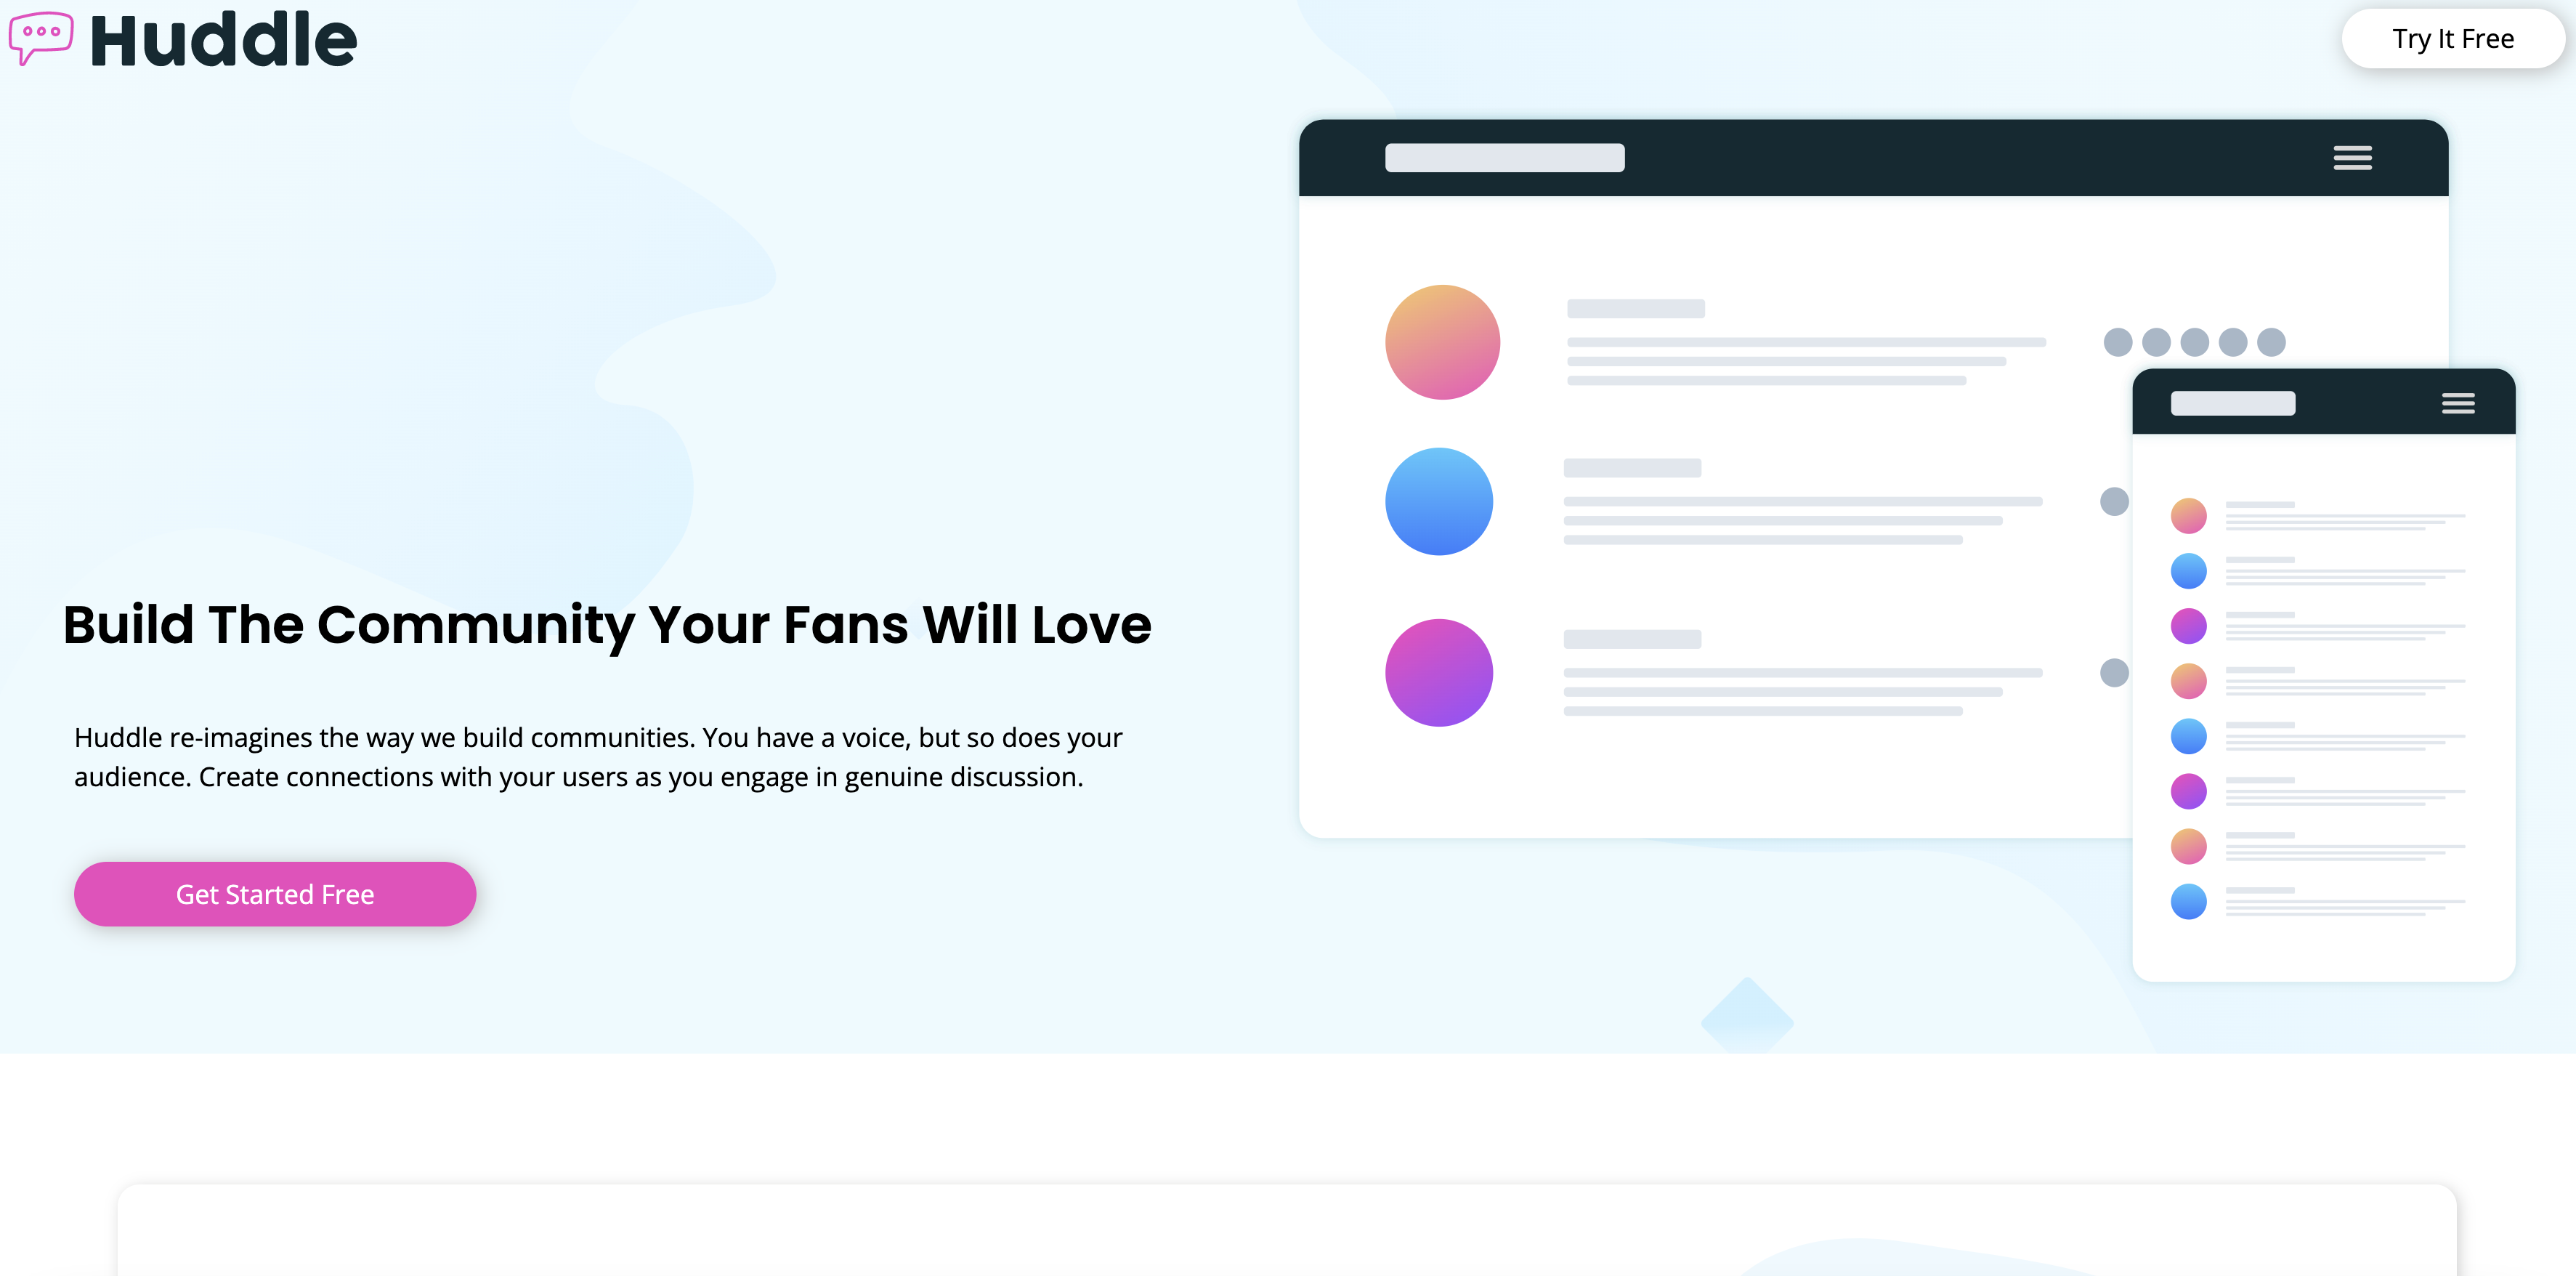 Huddle
Try It Free
Build The Community Your Fans Will Love
Huddle re-imagines the way we build communities. You have a voice, but so does your
audience. Create connections with your users as you engage in genuine discussion.
Get Started Free